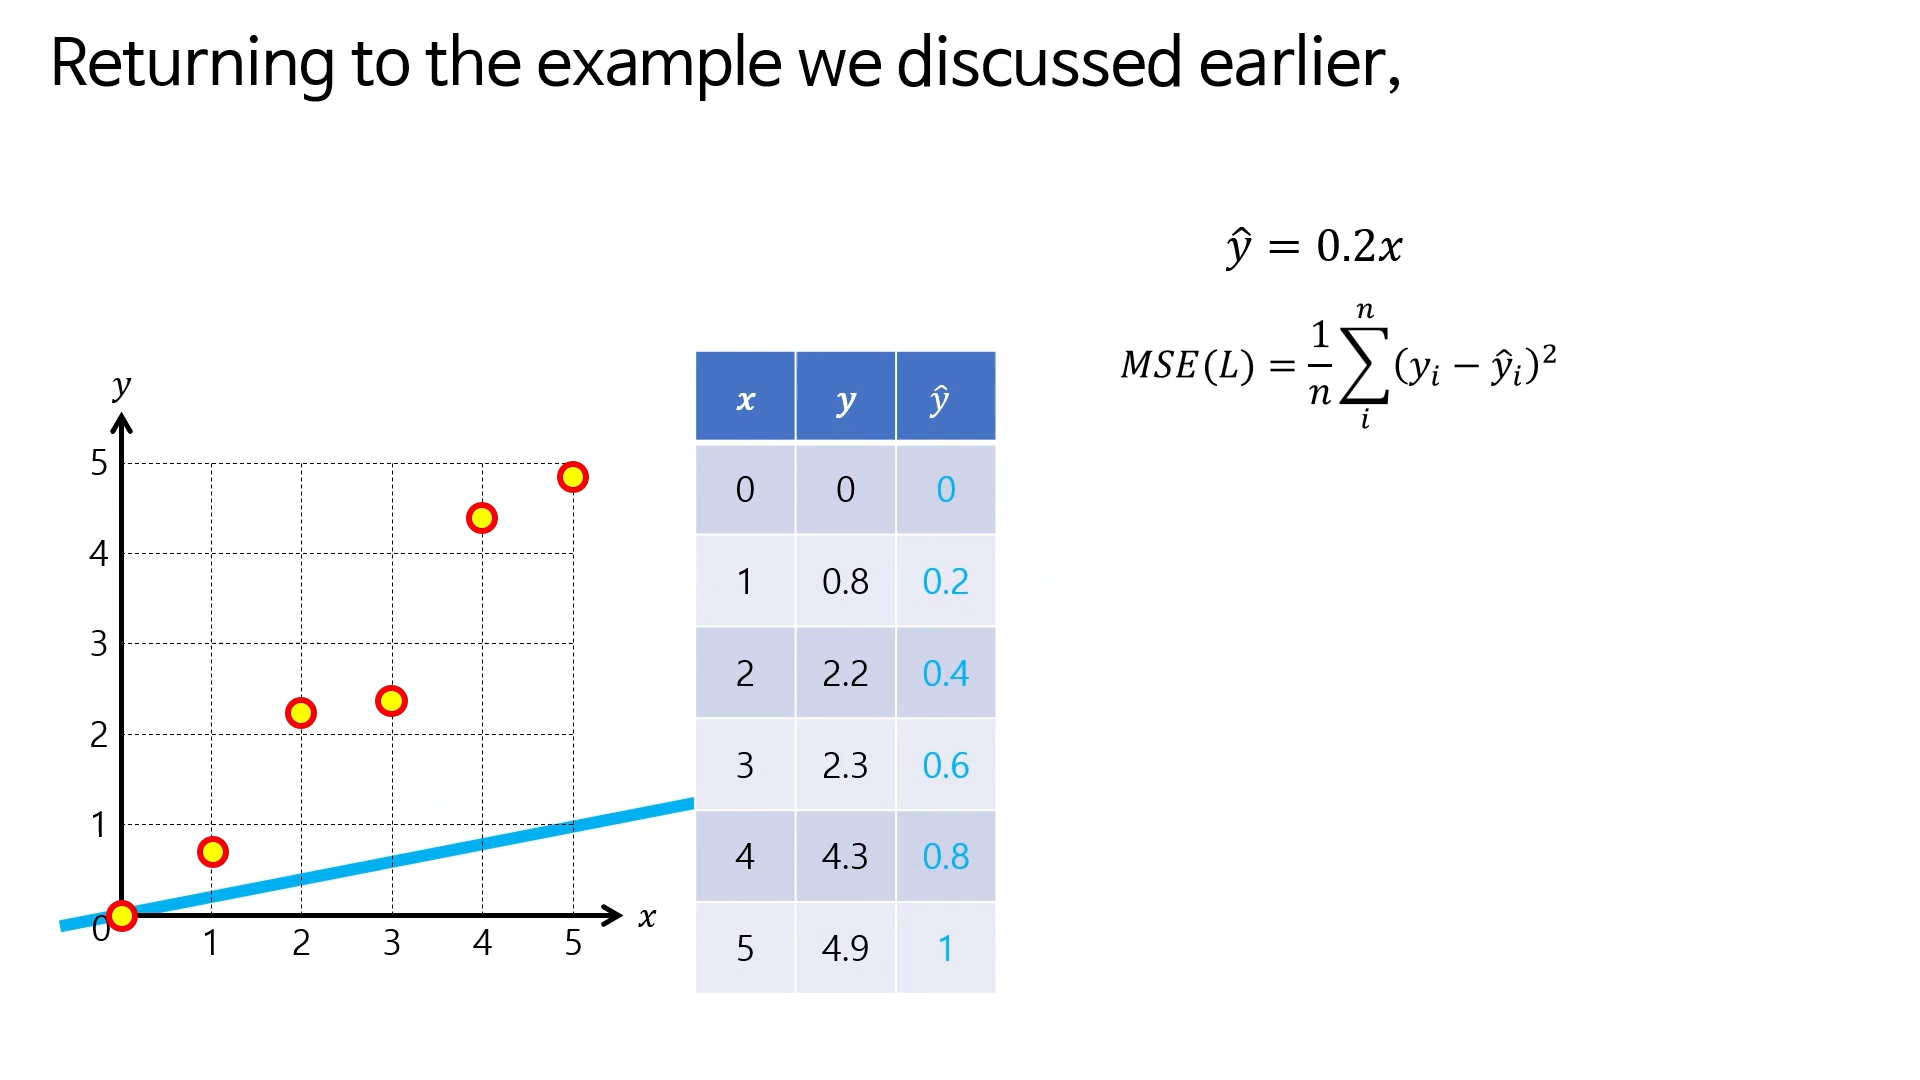 Returning to the example we discussed earlier,
ŷ = 0.2x
MSE(L) = 1/n ∑ⁿᵢ (yᵢ − ŷᵢ)²
y
5
4
3
2
1
0
1 2 3 4 5
x
x y ŷ
0 0 0
1 0.8 0.2
2 2.2 0.4
3 2.3 0.6
4 4.3 0.8
5 4.9 1